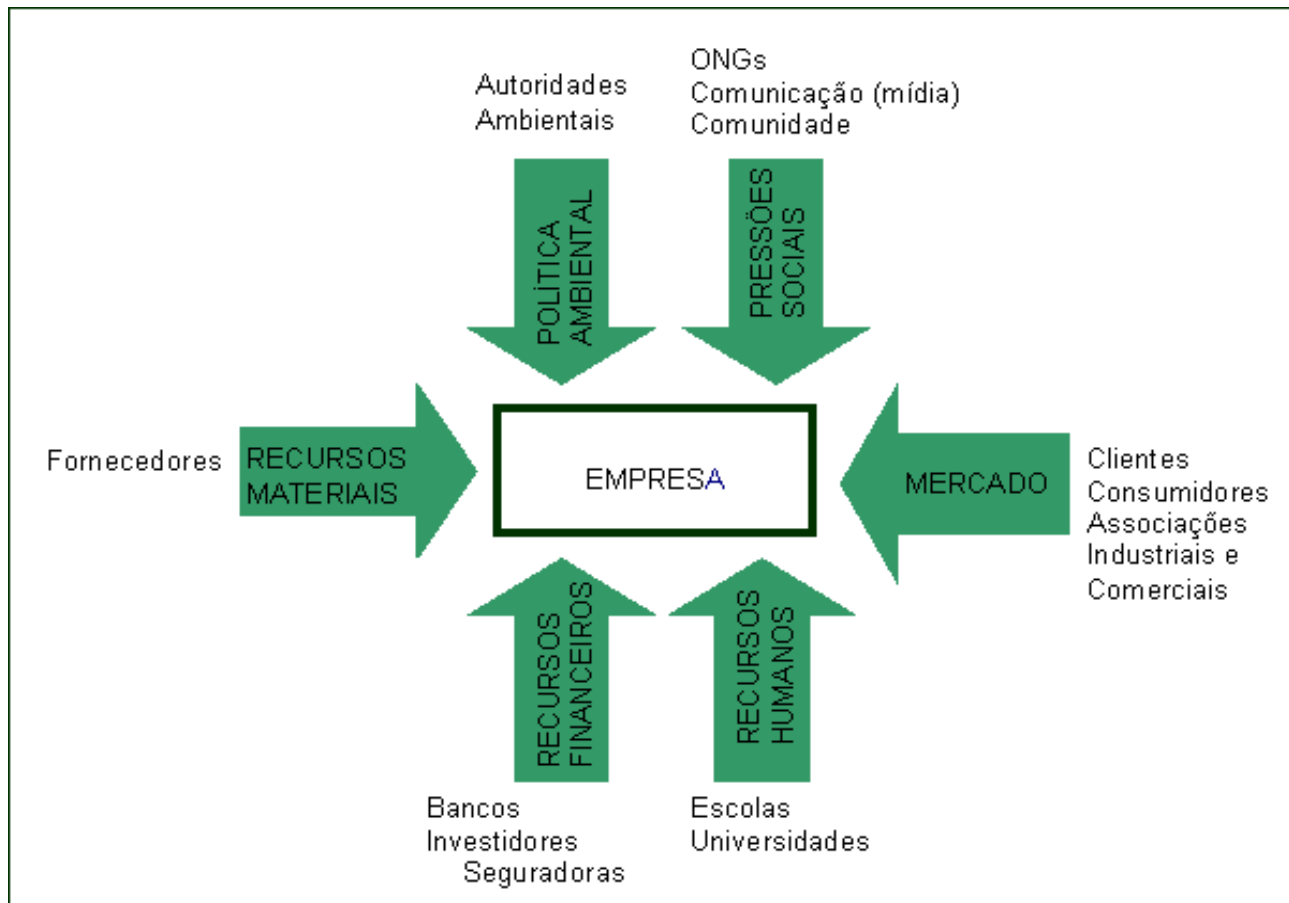 Autoridades
Ambientais
ONGs
Comunicação (mídia)
Comunidade
POLÍTICA
AMBIENTAL
PRESSÕES
SOCIAIS
Fornecedores
RECURSOS
MATERIAIS
EMPRESA
MERCADO
Clientes
Consumidores
Associações
Industriais e
Comerciais
RECURSOS
FINANCEIROS
RECURSOS
HUMANOS
Bancos
Investidores
Seguradoras
Escolas
Universidades